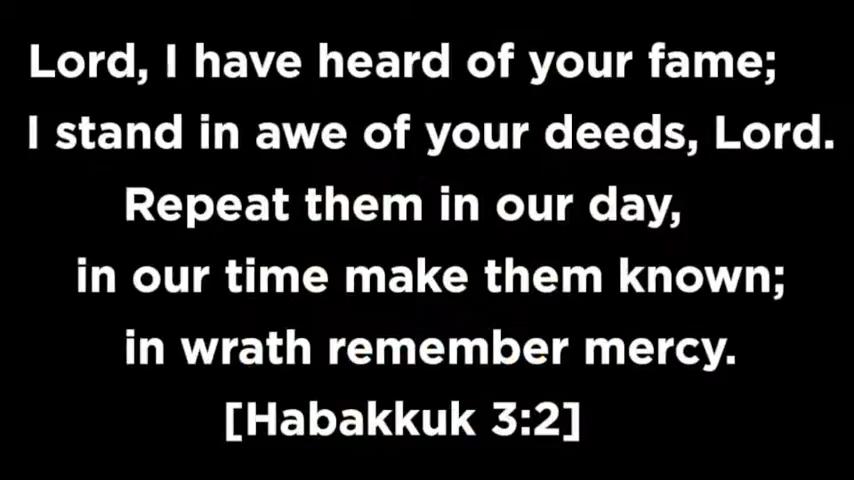 Lord, I have heard of your fame;
I stand in awe of your deeds, Lord.
Repeat them in our day,
in our time make them known;
in wrath remember mercy.
[Habakkuk 3:2]